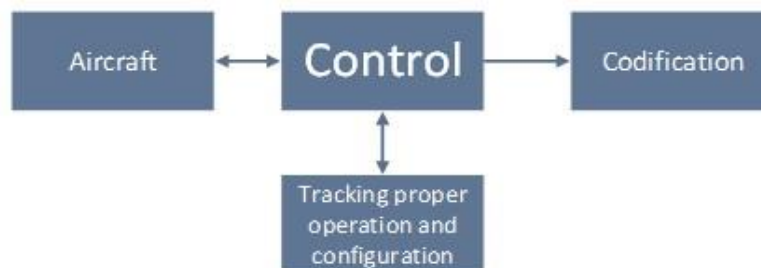 Aircraft
Control
Codification
Tracking proper
operation and
configuration